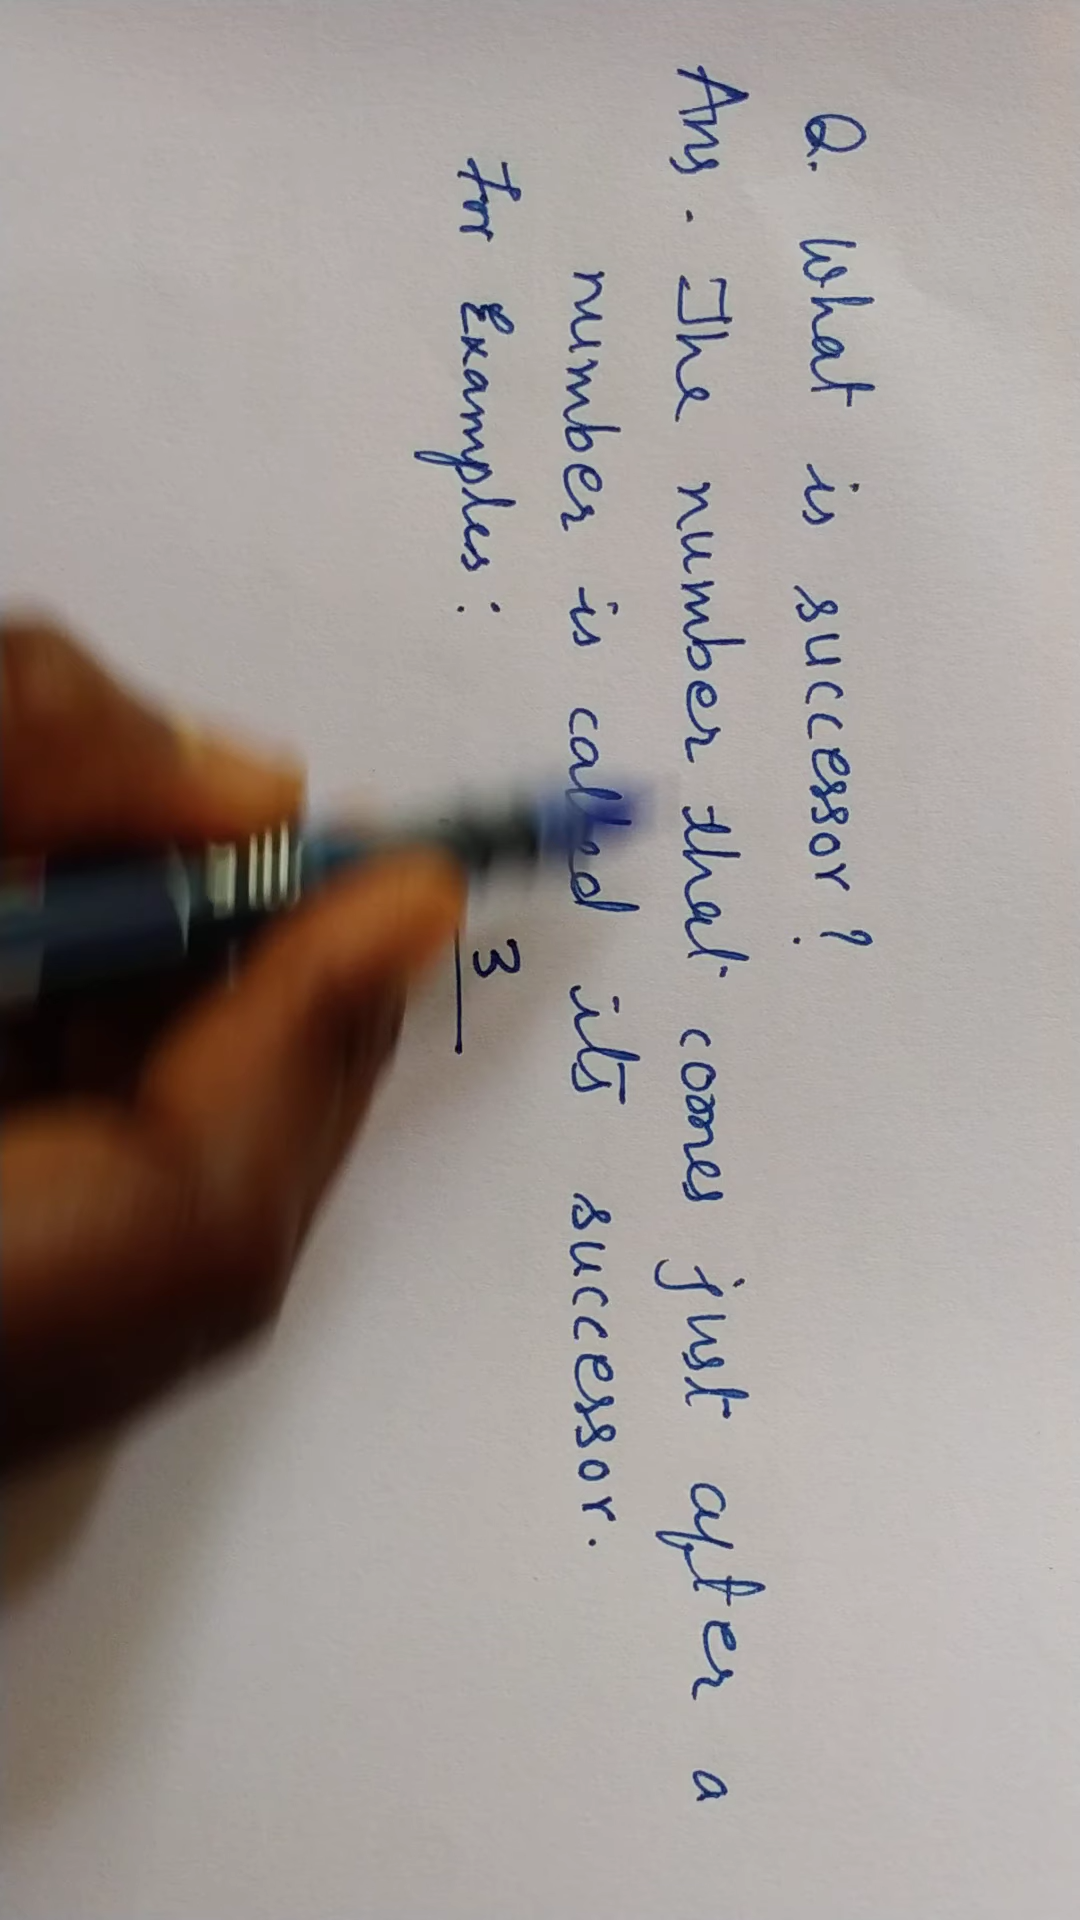 Q. What is successor?
Ans. The number that comes just after a
number is called its successor.
For Examples:
3